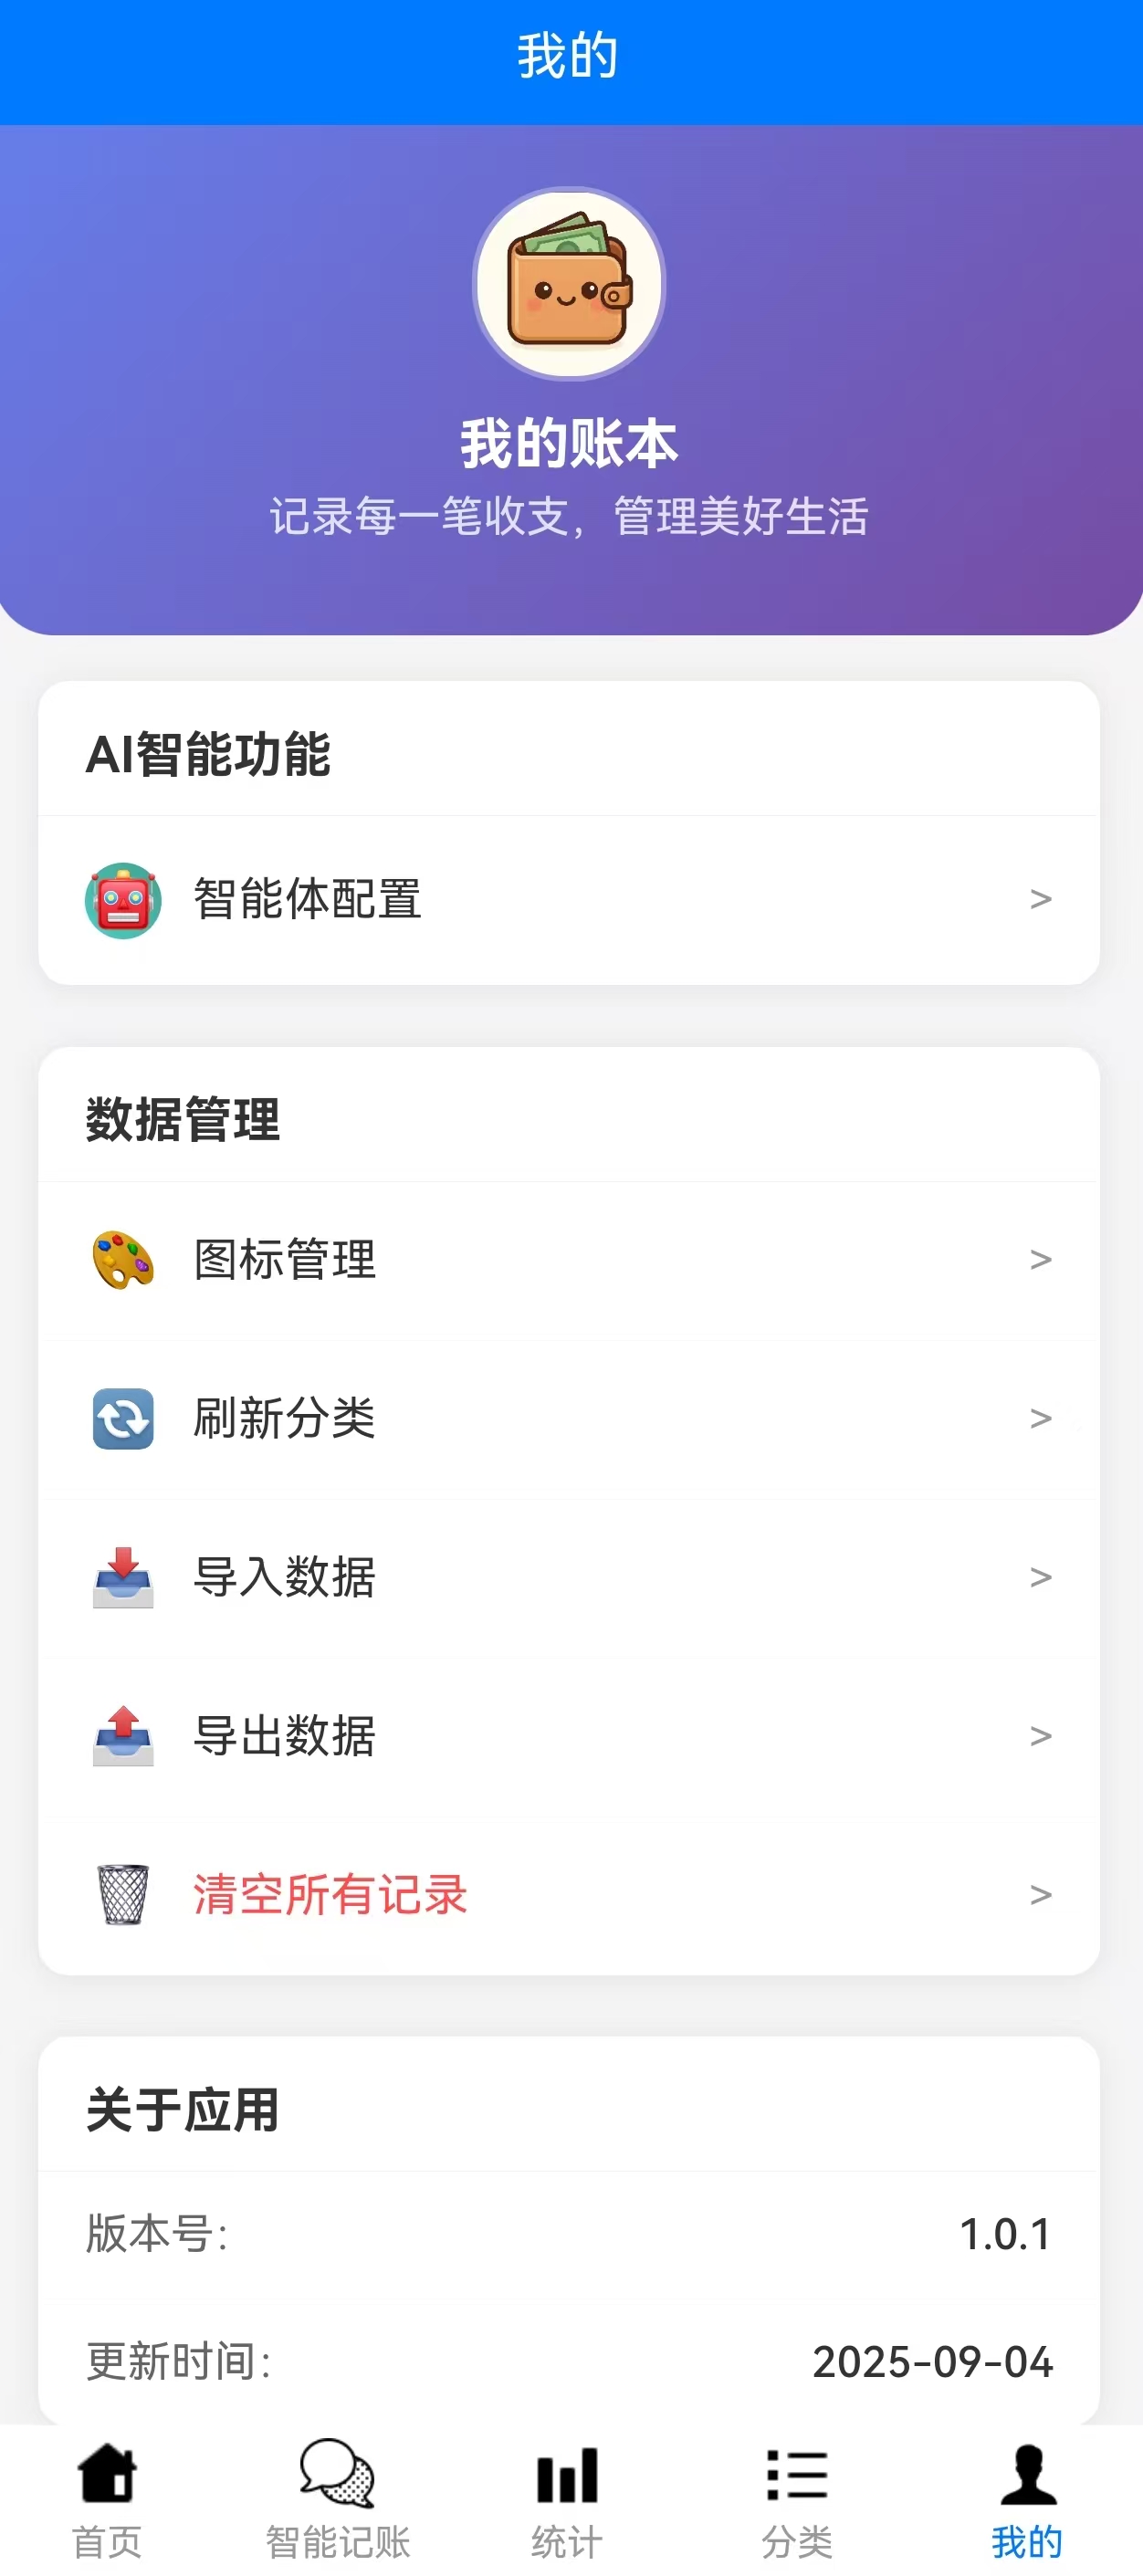 我的
我的账本
记录每一笔收支，管理美好生活
AI智能功能
智能体配置 >
数据管理
图标管理 >
刷新分类 >
导入数据 >
导出数据 >
清空所有记录 >
关于应用
版本号： 1.0.1
更新时间： 2025-09-04
首页 智能记账 统计 分类 我的